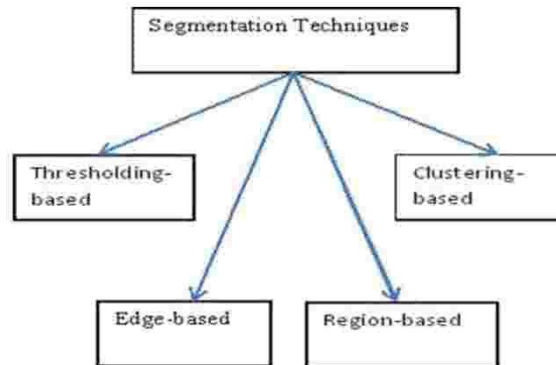 Segmentation Techniques
Thresholding-
based
Clustering-
based
Edge-based
Region-based